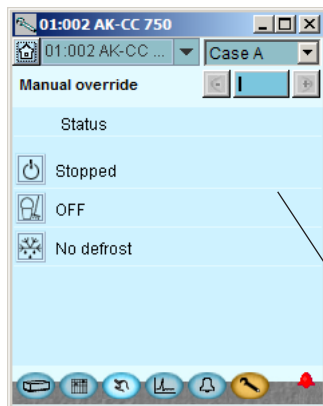 01:002 AK-CC 750
01:002 AK-CC ... Case A
Manual override
Status
Stopped
OFF
No defrost